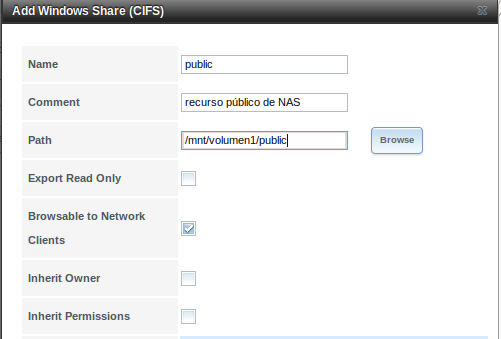 Add Windows Share (CIFS)
Name
public
Comment
recurso público de NAS
Path
/mnt/volumen1/public
Browse
Export Read Only
Browsable to Network
Clients
Inherit Owner
Inherit Permissions